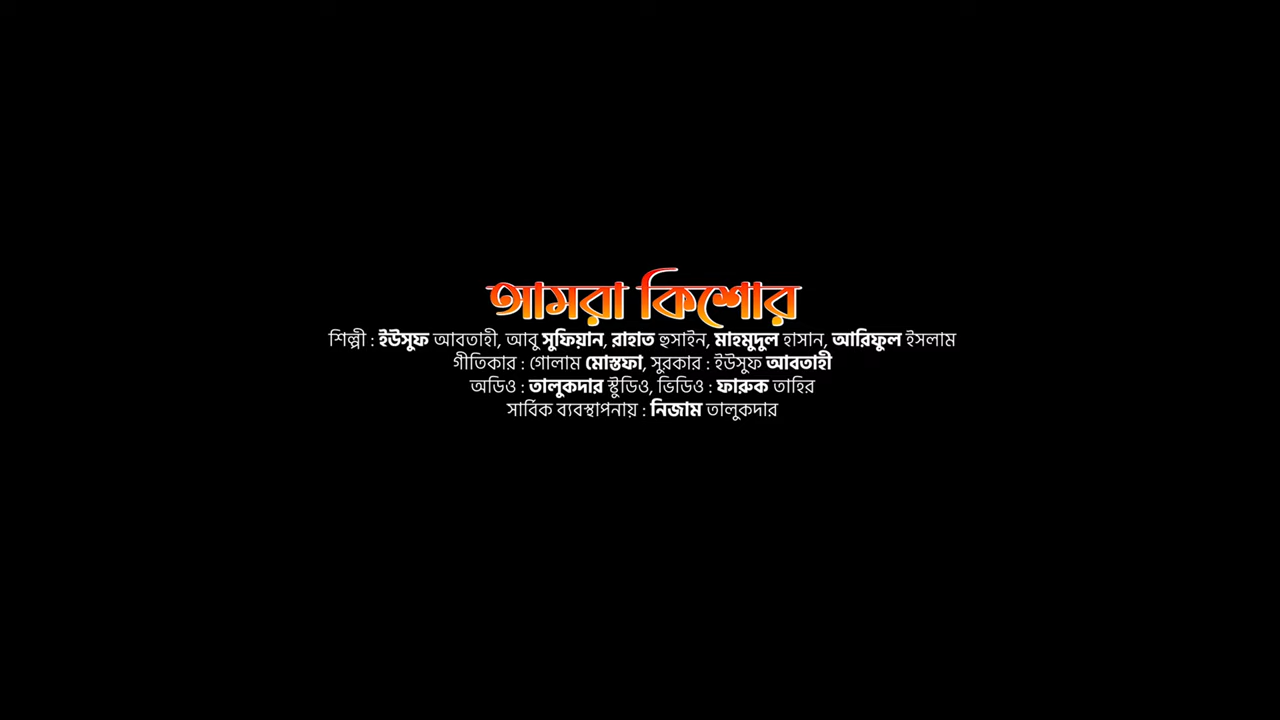 আমরা কিশোর
শিল্পী : ইউসুফ আবতাহী, আবু সুফিয়ান, রাহাত হুসাইন, মাহমুদুল হাসান, আরিফুল ইসলাম
গীতিকার : গোলাম মোস্তফা, সুরকার : ইউসুফ আবতাহী
অডিও : তালুকদার স্টুডিও, ভিডিও : ফারুক তাহির
সার্বিক ব্যবস্থাপনায় : নিজাম তালুকদার